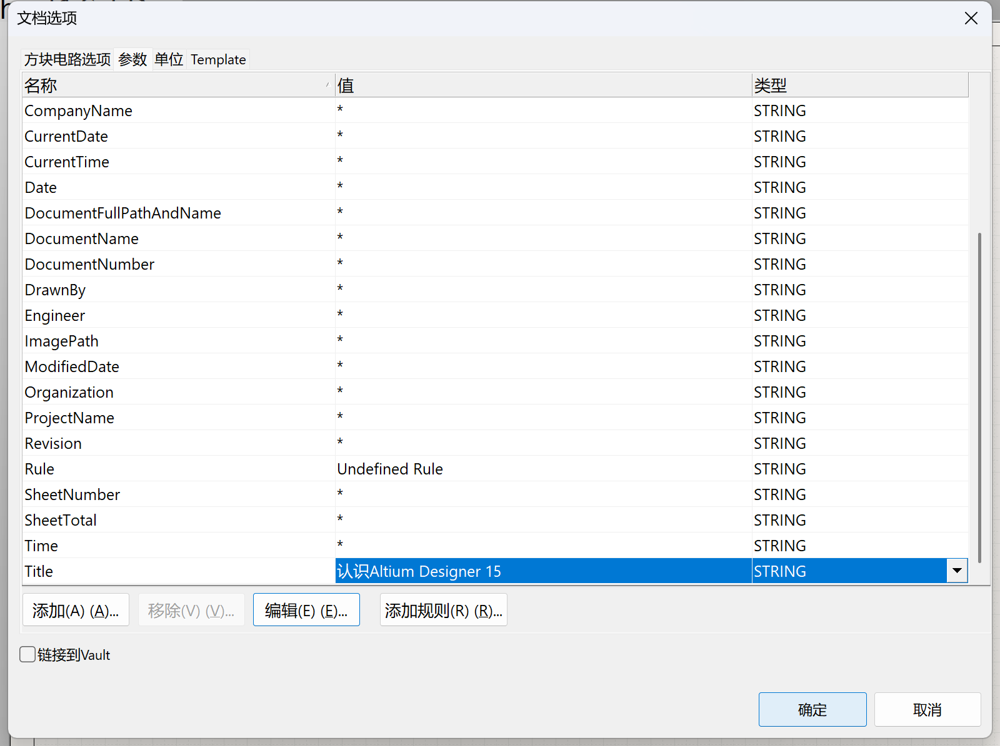 文档选项
方块电路选项 参数 单位 Template
名称 值 类型
CompanyName * STRING
CurrentDate * STRING
CurrentTime * STRING
Date * STRING
DocumentFullPathAndName * STRING
DocumentName * STRING
DocumentNumber * STRING
DrawnBy * STRING
Engineer * STRING
ImagePath * STRING
ModifiedDate * STRING
Organization * STRING
ProjectName * STRING
Revision * STRING
Rule Undefined Rule STRING
SheetNumber * STRING
SheetTotal * STRING
Time * STRING
Title 认识Altium Designer 15 STRING
添加(A) (A)... 移除(V) (V)... 编辑(E) (E)... 添加规则(R) (R)...
链接到Vault
确定 取消